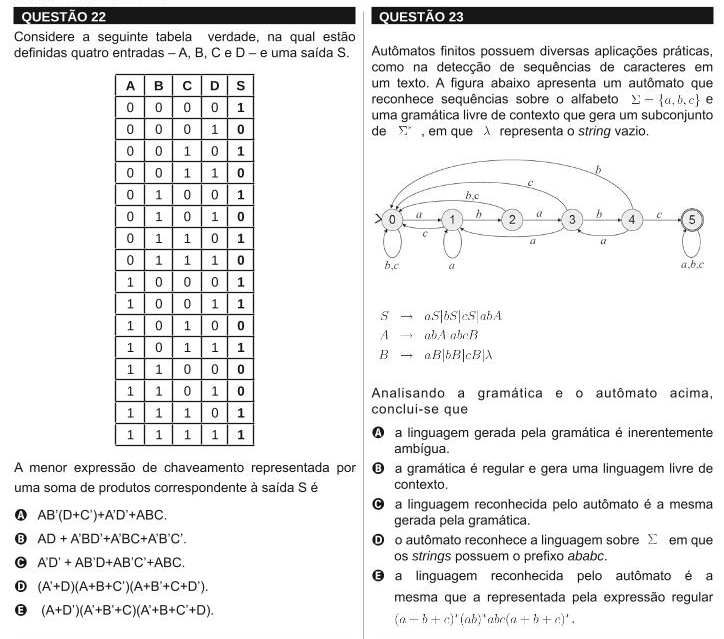 QUESTÃO 22
Considere a seguinte tabela verdade, na qual estão
definidas quatro entradas – A, B, C e D – e uma saída S.
A B C D S
0 0 0 0 1
0 0 0 1 0
0 0 1 0 1
0 0 1 1 0
0 1 0 0 1
0 1 0 1 0
0 1 1 0 1
0 1 1 1 0
1 0 0 0 1
1 0 0 1 1
1 0 1 0 0
1 0 1 1 1
1 1 0 0 0
1 1 0 1 0
1 1 1 0 1
1 1 1 1 1
A menor expressão de chaveamento representada por
uma soma de produtos correspondente à saída S é
A AB'(D+C')+A'D'+ABC.
B AD + A'BD'+A'BC+A'B'C'.
C A'D' + AB'D+AB'C'+ABC.
D (A'+D)(A+B+C')(A+B'+C+D').
E (A+D')(A'+B'+C)(A'+B+C'+D).
QUESTÃO 23
Autômatos finitos possuem diversas aplicações práticas,
como na detecção de sequências de caracteres em
um texto. A figura abaixo apresenta um autômato que
reconhece sequências sobre o alfabeto Σ = {a, b, c} e
uma gramática livre de contexto que gera um subconjunto
de Σ* , em que λ representa o string vazio.
b
c
b,c
0 a 1 b 2 a 3 b 4 c 5
c
a
a
b,c
a
a,b,c
S → aS|bS|cS|abA
A → abA|abcB
B → aB|bB|cB|λ
Analisando a gramática e o autômato acima,
conclui-se que
A a linguagem gerada pela gramática é inerentemente
ambígua.
B a gramática é regular e gera uma linguagem livre de
contexto.
C a linguagem reconhecida pelo autômato é a mesma
gerada pela gramática.
D o autômato reconhece a linguagem sobre Σ em que
os strings possuem o prefixo ababc.
E a linguagem reconhecida pelo autômato é a
mesma que a representada pela expressão regular
(a + b + c)*(ab)*abc(a + b + c)*.